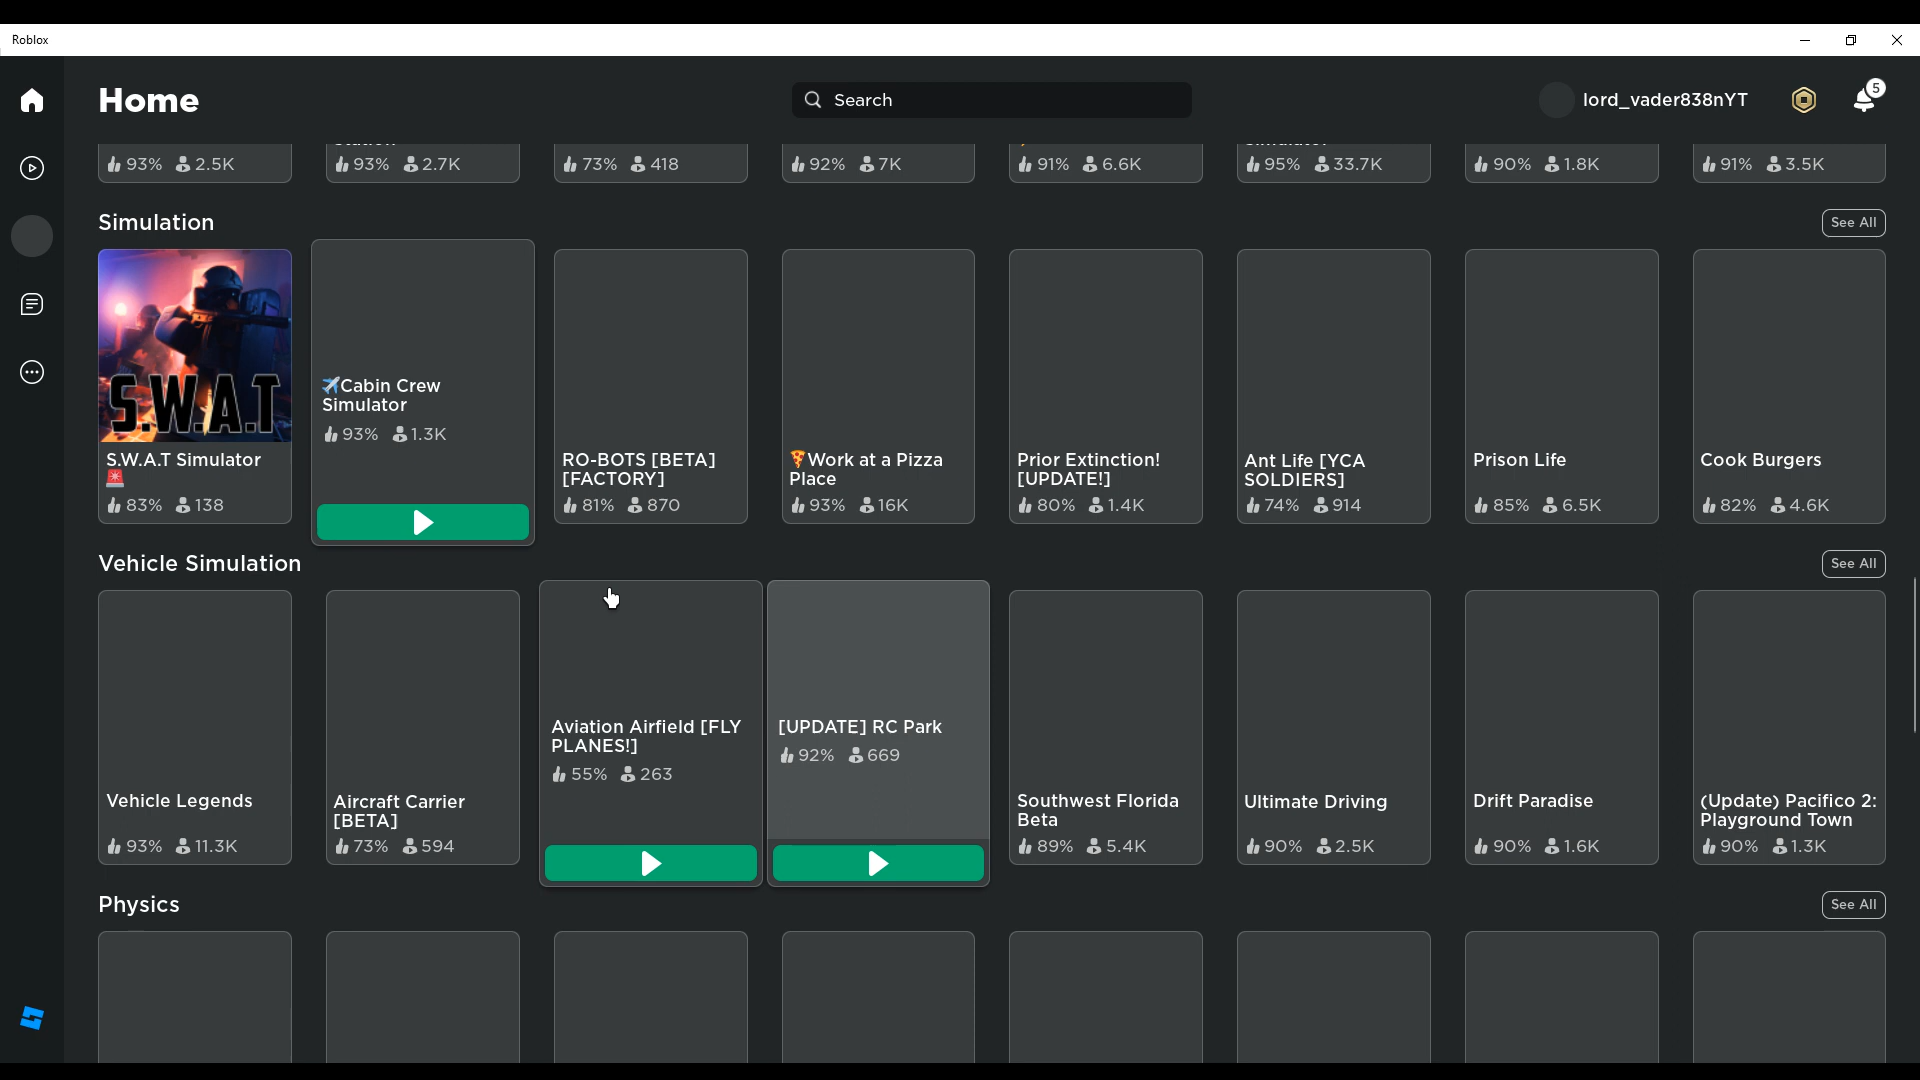 Roblox
Home
Search
lord_vader838nYT
5
93% 2.5K
93% 2.7K
73% 418
92% 7K
91% 6.6K
95% 33.7K
90% 1.8K
91% 3.5K
Simulation
See All
S.W.A.T
S.W.A.T Simulator
🚨
83% 138
✈️Cabin Crew
Simulator
93% 1.3K
RO-BOTS [BETA]
[FACTORY]
81% 870
🍕Work at a Pizza
Place
93% 16K
Prior Extinction!
[UPDATE!]
80% 1.4K
Ant Life [YCA
SOLDIERS]
74% 914
Prison Life
85% 6.5K
Cook Burgers
82% 4.6K
Vehicle Simulation
See All
Vehicle Legends
93% 11.3K
Aircraft Carrier
[BETA]
73% 594
Aviation Airfield [FLY
PLANES!]
55% 263
[UPDATE] RC Park
92% 669
Southwest Florida
Beta
89% 5.4K
Ultimate Driving
90% 2.5K
Drift Paradise
90% 1.6K
(Update) Pacifico 2:
Playground Town
90% 1.3K
Physics
See All